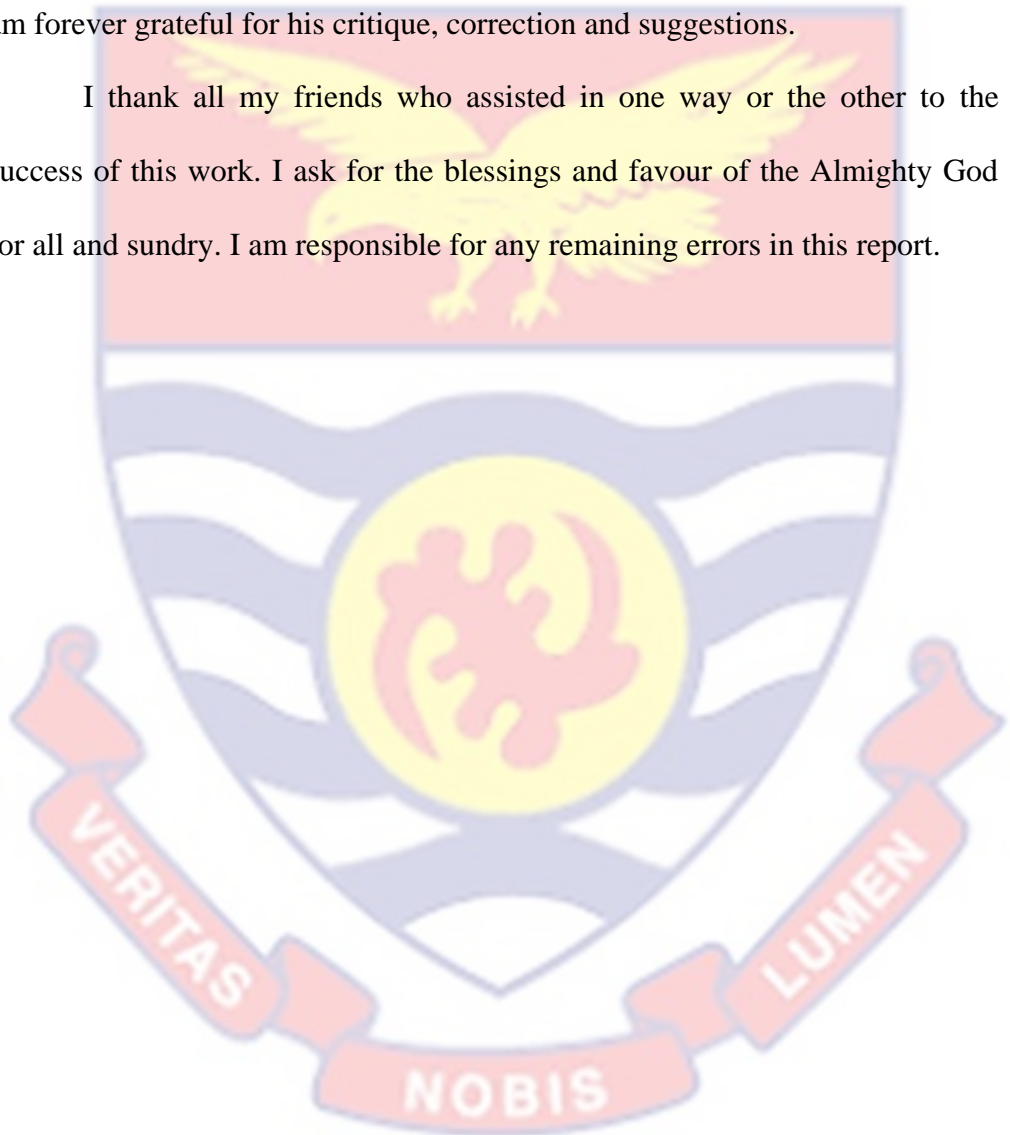 am forever grateful for his critique, correction and suggestions.
I thank all my friends who assisted in one way or the other to the
success of this work. I ask for the blessings and favour of the Almighty God
for all and sundry. I am responsible for any remaining errors in this report.
VERITAS
NOBIS
LUMEN